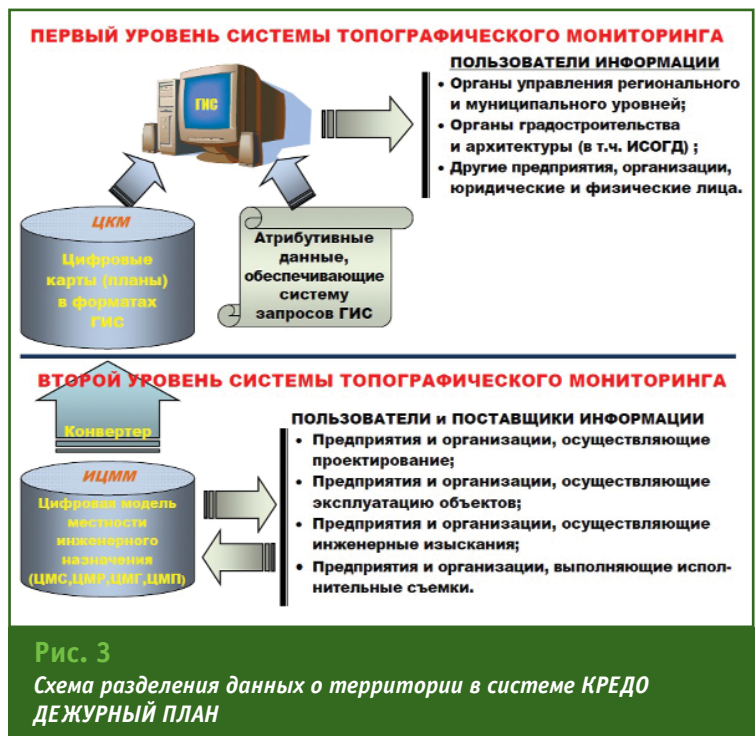 ПЕРВЫЙ УРОВЕНЬ СИСТЕМЫ ТОПОГРАФИЧЕСКОГО МОНИТОРИНГА
ГИС
ПОЛЬЗОВАТЕЛИ ИНФОРМАЦИИ
• Органы управления регионального
и муниципального уровней;
• Органы градостроительства
и архитектуры (в т.ч. ИСОГД) ;
• Другие предприятия, организации,
юридические и физические лица.
ЦКМ
Цифровые
карты (планы)
в форматах
ГИС
Атрибутивные
данные,
обеспечивающие
систему
запросов ГИС
ВТОРОЙ УРОВЕНЬ СИСТЕМЫ ТОПОГРАФИЧЕСКОГО МОНИТОРИНГА
Конвертер
ИЦММ
Цифровая модель
местности
инженерного
назначения
(ЦМС,ЦМР,ЦМГ,ЦМП)
ПОЛЬЗОВАТЕЛИ и ПОСТАВЩИКИ ИНФОРМАЦИИ
• Предприятия и организации, осуществляющие
проектирование;
• Предприятия и организации, осуществляющие
эксплуатацию объектов;
• Предприятия и организации, осуществляющие
инженерные изыскания;
• Предприятия и организации, выполняющие испол-
нительные съемки.
Рис. 3
Схема разделения данных о территории в системе КРЕДО
ДЕЖУРНЫЙ ПЛАН